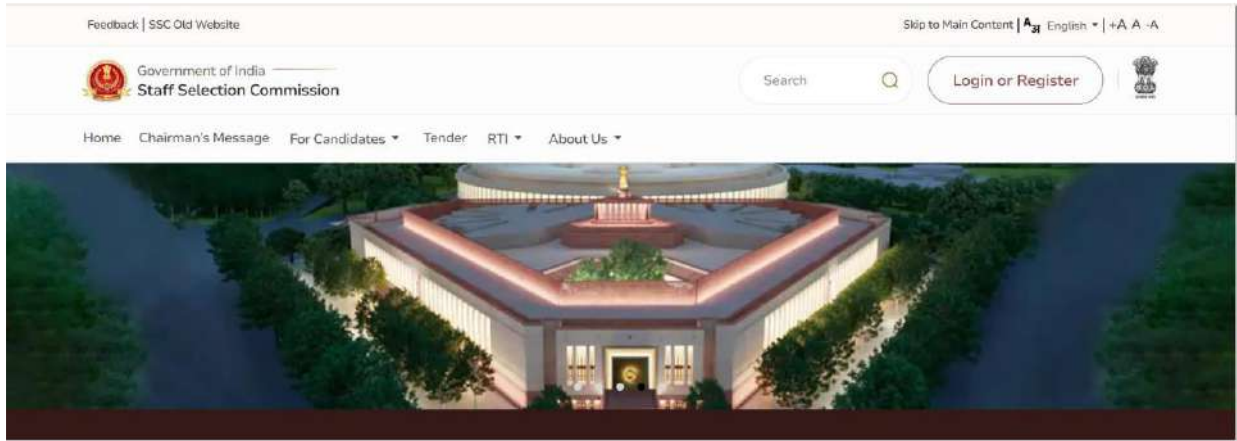 Feedback | SSC Old Website
Skip to Main Content | Aअ English | +A A -A
Government of India
Staff Selection Commission
Search
Login or Register
Home Chairman's Message For Candidates Tender RTI About Us